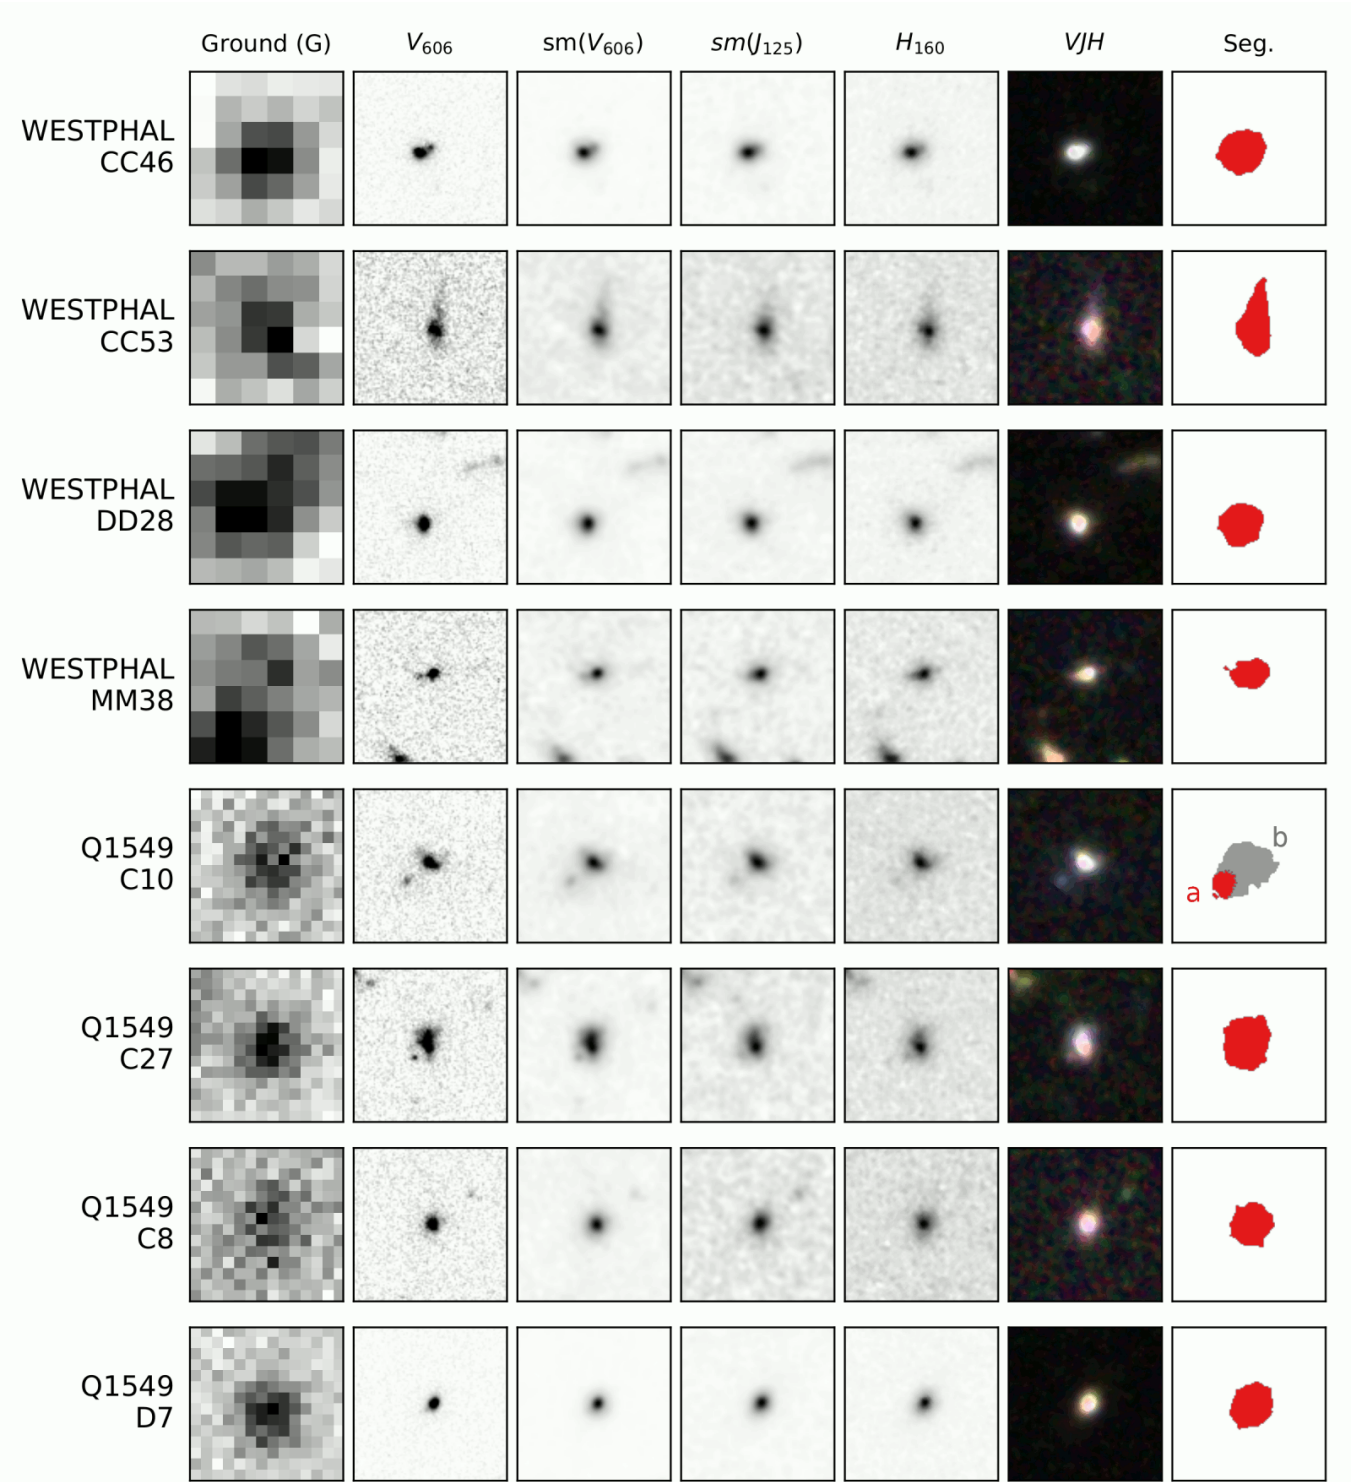 Ground (G) V606 sm(V606) sm(J125) H160 VJH Seg.
WESTPHAL
CC46
WESTPHAL
CC53
WESTPHAL
DD28
WESTPHAL
MM38
Q1549
C10
b
a
Q1549
C27
Q1549
C8
Q1549
D7